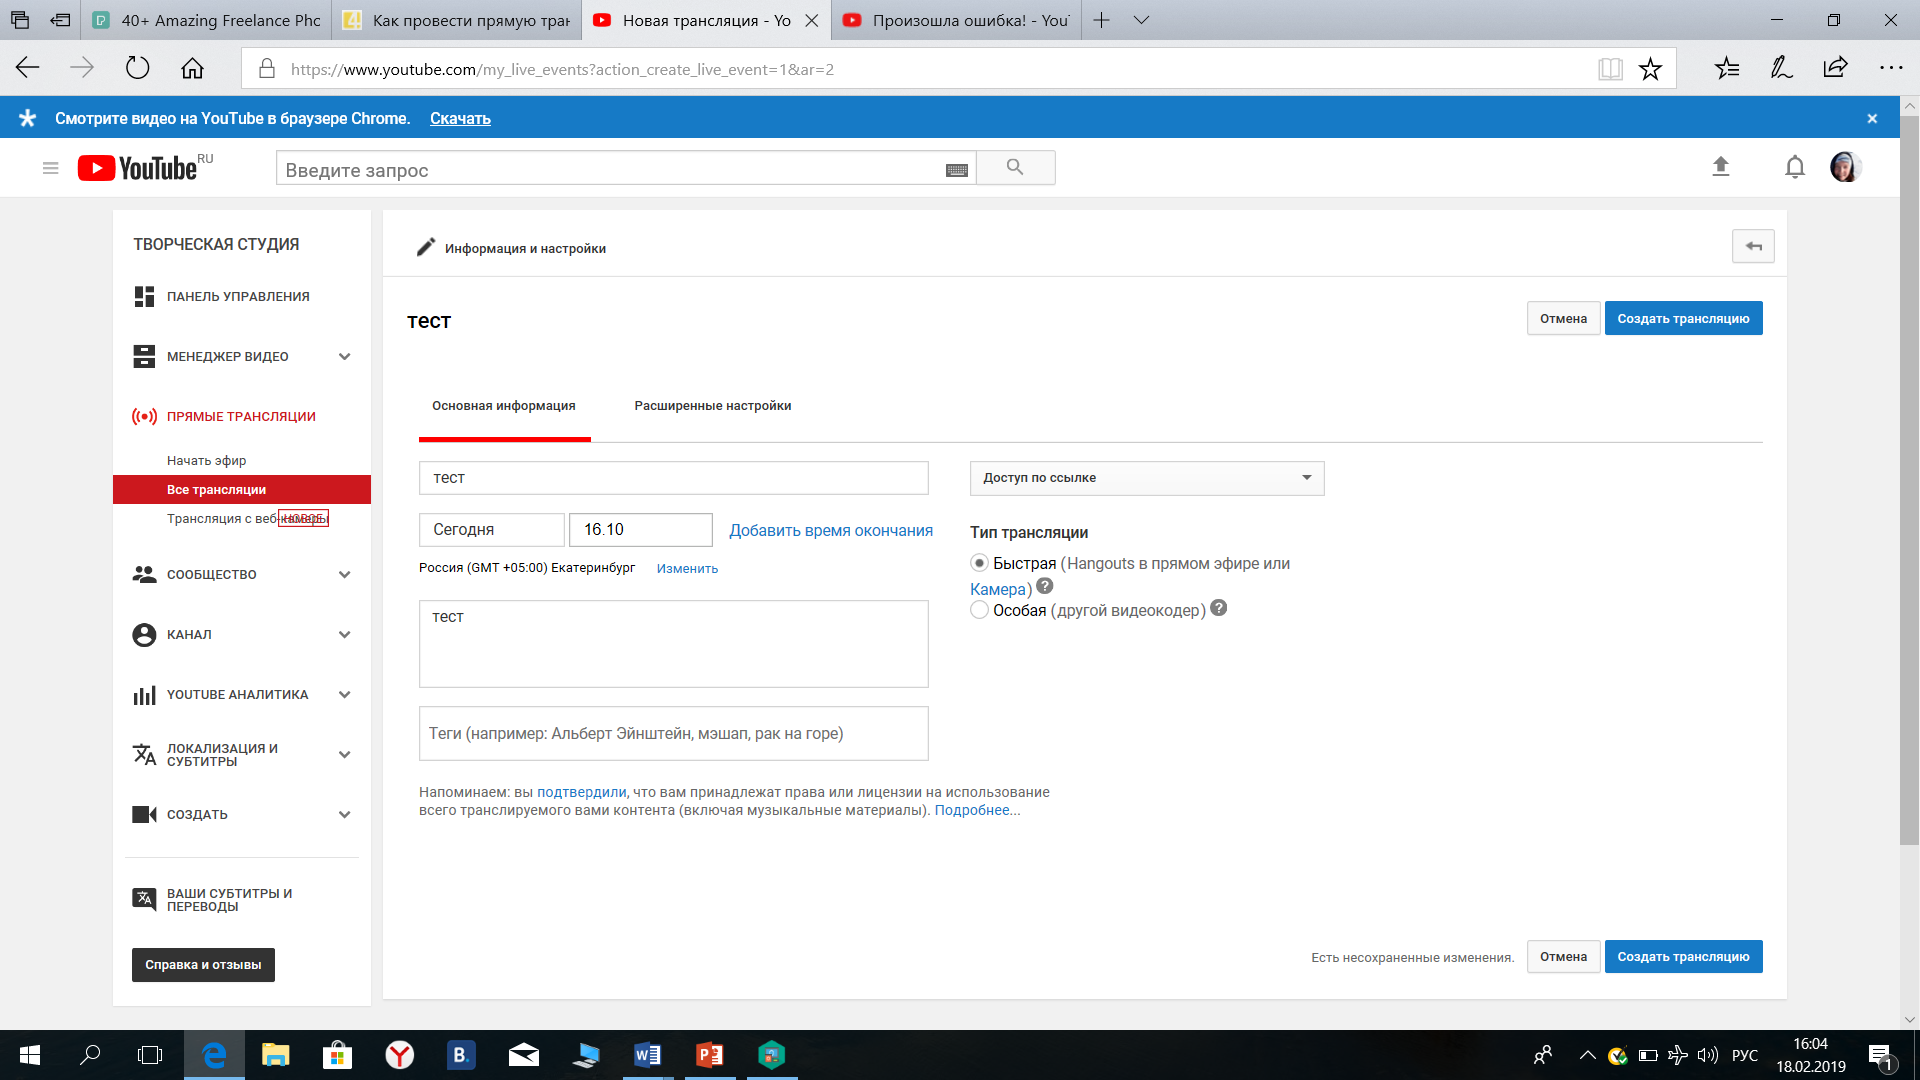 40+ Amazing Freelance Pho
Как провести прямую тран
Новая трансляция - Yo
Произошла ошибка! - You
https://www.youtube.com/my_live_events?action_create_live_event=1&ar=2
Смотрите видео на YouTube в браузере Chrome. Скачать
YouTube RU
Введите запрос
ТВОРЧЕСКАЯ СТУДИЯ
ПАНЕЛЬ УПРАВЛЕНИЯ
МЕНЕДЖЕР ВИДЕО
ПРЯМЫЕ ТРАНСЛЯЦИИ
Начать эфир
Все трансляции
Трансляция с веб-камеры
НОВОЕ
СООБЩЕСТВО
КАНАЛ
YOUTUBE АНАЛИТИКА
ЛОКАЛИЗАЦИЯ И
СУБТИТРЫ
СОЗДАТЬ
ВАШИ СУБТИТРЫ И
ПЕРЕВОДЫ
Справка и отзывы
Информация и настройки
тест
Отмена
Создать трансляцию
Основная информация
Расширенные настройки
тест
Сегодня
16.10
Добавить время окончания
Россия (GMT +05:00) Екатеринбург Изменить
тест
Теги (например: Альберт Эйнштейн, мэшап, рак на горе)
Напоминаем: вы подтвердили, что вам принадлежат права или лицензии на использование
всего транслируемого вами контента (включая музыкальные материалы). Подробнее...
Доступ по ссылке
Тип трансляции
Быстрая (Hangouts в прямом эфире или
Камера) ?
Особая (другой видеокодер) ?
Есть несохраненные изменения.
Отмена
Создать трансляцию
B.
РУС
16:04
18.02.2019
1